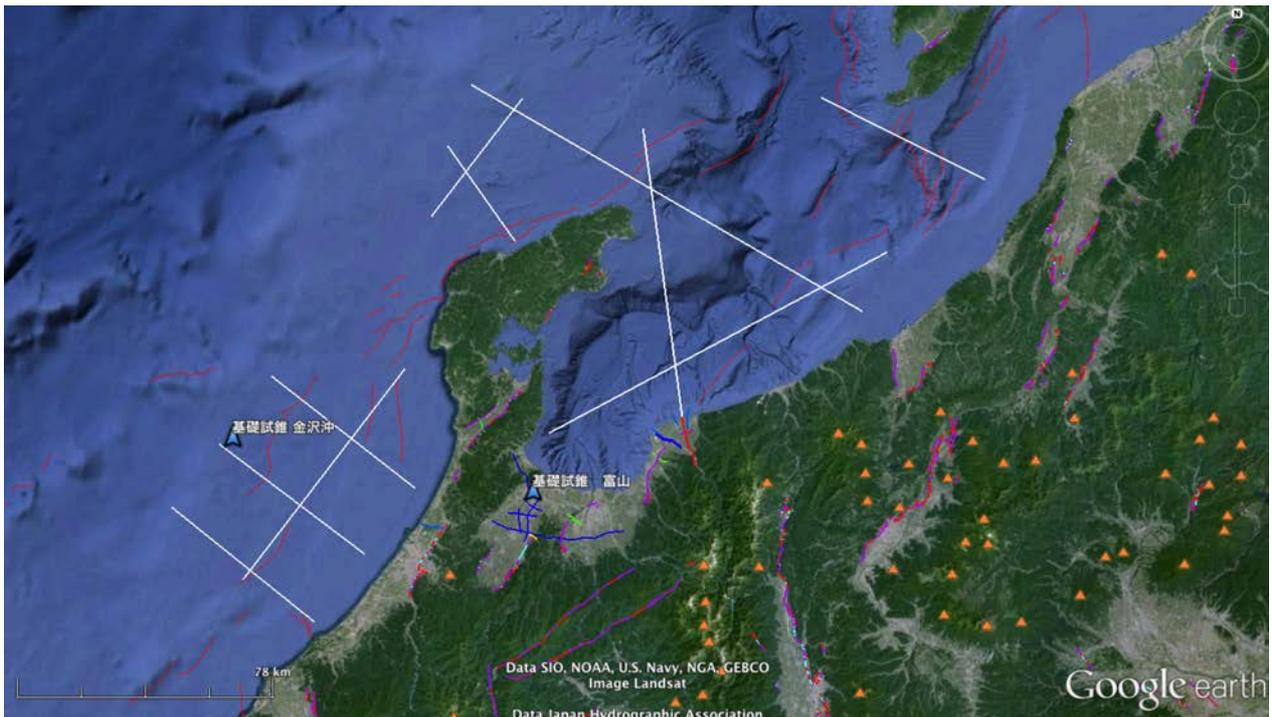 N
基礎試錐 金沢沖
基礎試錐 富山
78 km
Data SIO, NOAA, U.S. Navy, NGA, GEBCO
Image Landsat
Data Japan Hydrographic Association
Google earth